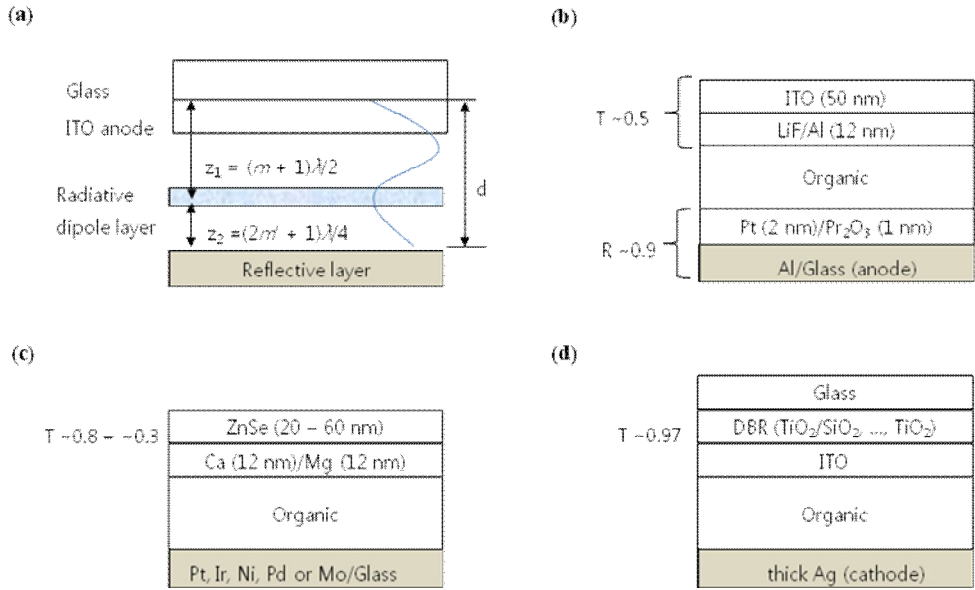 (a)
Glass
ITO anode
z₁ = (m + 1)λ/2
Radiative
dipole layer
z₂ =(2m' + 1)λ/4
d
Reflective layer
(b)
T ~0.5
ITO (50 nm)
LiF/Al (12 nm)
Organic
R ~0.9
Pt (2 nm)/Pr₂O₃ (1 nm)
Al/Glass (anode)
(c)
T ~0.8 – ~0.3
ZnSe (20 – 60 nm)
Ca (12 nm)/Mg (12 nm)
Organic
Pt, Ir, Ni, Pd or Mo/Glass
(d)
Glass
T ~0.97
DBR (TiO₂/SiO₂, ..., TiO₂)
ITO
Organic
thick Ag (cathode)